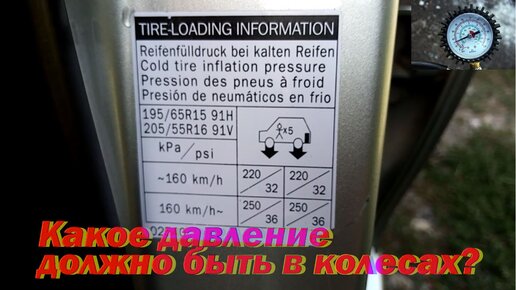 TIRE-LOADING INFORMATION
Reifenfülldruck bei kalten Reifen
Cold tire inflation pressure
Pression des pneus à froid
Presión de neumáticos en frio
195/65R15 91H
205/55R16 91V
x5
kPa/psi
~160 km/h 220/32 220/32
160 km/h~ 250/36 250/36
Какое давление
должно быть в колесах?